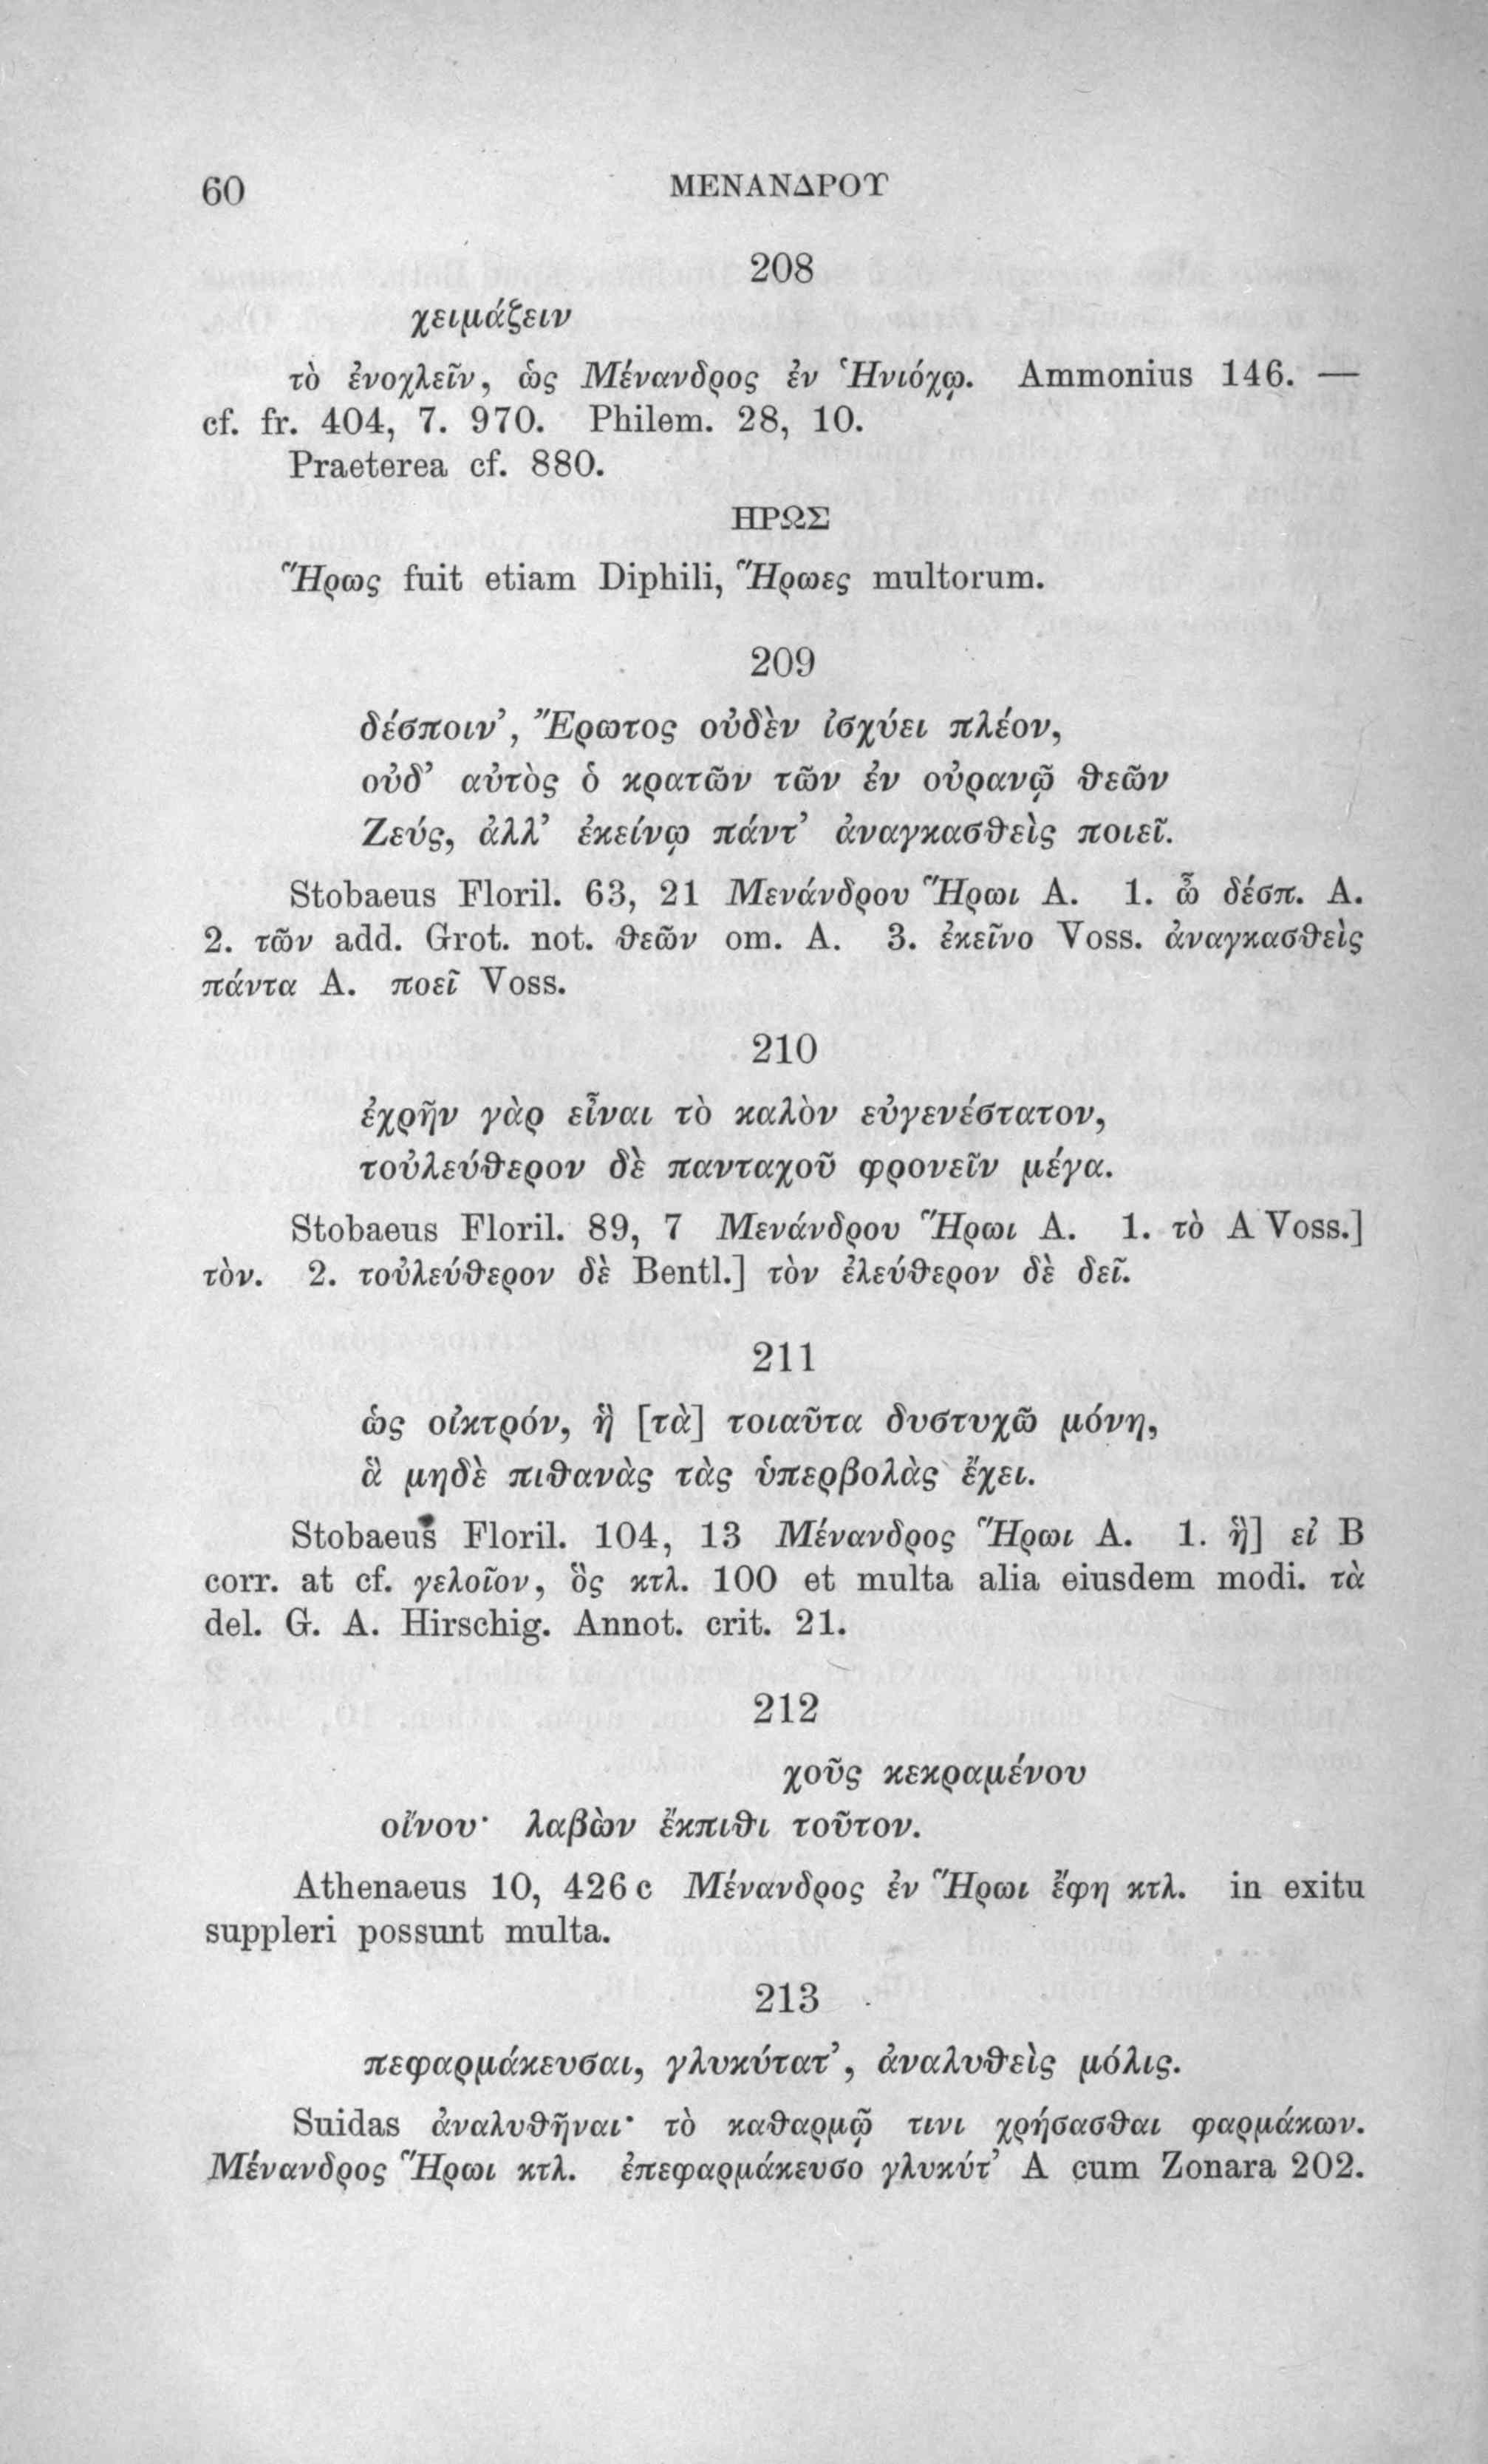 60 ΜΕΝΑΝΔΡΟΥ
208
χειμάζειν
τὸ ἐνοχλεῖν, ὡς Μένανδρος ἐν Ἡνιόχῳ. Ammonius 146. —
cf. fr. 404, 7. 970. Philem. 28, 10.
Praeterea cf. 880.
ΗΡΩΣ
Ἥρως fuit etiam Diphili, Ἥρωες multorum.
209
δέσποιν’, Ἔρωτος οὐδὲν ἰσχύει πλέον,
οὐδ’ αὐτὸς ὁ κρατῶν τῶν ἐν οὐρανῷ θεῶν
Ζεύς, ἀλλ’ ἐκείνῳ πάντ’ ἀναγκασθεὶς ποιεῖ.
Stobaeus Floril. 63, 21 Μενάνδρου Ἥρωι A. 1. ὦ δέσπ. A.
2. τῶν add. Grot. not. θεῶν om. A. 3. ἐκεῖνο Voss. ἀναγκασθεὶς
πάντα A. ποεῖ Voss.
210
ἐχρῆν γὰρ εἶναι τὸ καλὸν εὐγενέστατον,
τοὐλεύθερον δὲ πανταχοῦ φρονεῖν μέγα.
Stobaeus Floril. 89, 7 Μενάνδρου Ἥρωι A. 1. τὸ A Voss.]
τὸν. 2. τοὐλεύθερον δὲ Bentl.] τὸν ἐλεύθερον δὲ δεῖ.
211
ὡς οἰκτρόν, ἣ [τὰ] τοιαῦτα δυστυχῶ μόνη,
ἃ μηδὲ πιθανὰς τὰς ὑπερβολὰς ἔχει.
Stobaeus Floril. 104, 13 Μένανδρος Ἥρωι A. 1. ἣ] εἰ B
corr. at cf. γελοῖον, ὃς κτλ. 100 et multa alia eiusdem modi. τὰ
del. G. A. Hirschig. Annot. crit. 21.
212
χοῦς κεκραμένου
οἴνου· λαβὼν ἔκπιθι τοῦτον.
Athenaeus 10, 426 c Μένανδρος ἐν Ἥρωι ἔφη κτλ. in exitu
suppleri possunt multa.
213
πεφαρμάκευσαι, γλυκύτατ’, ἀναλυθεὶς μόλις.
Suidas ἀναλυθῆναι· τὸ καθαρμῷ τινι χρήσασθαι φαρμάκων.
Μένανδρος Ἥρωι κτλ. ἐπεφαρμάκευσο γλυκύτ’ A cum Zonara 202.